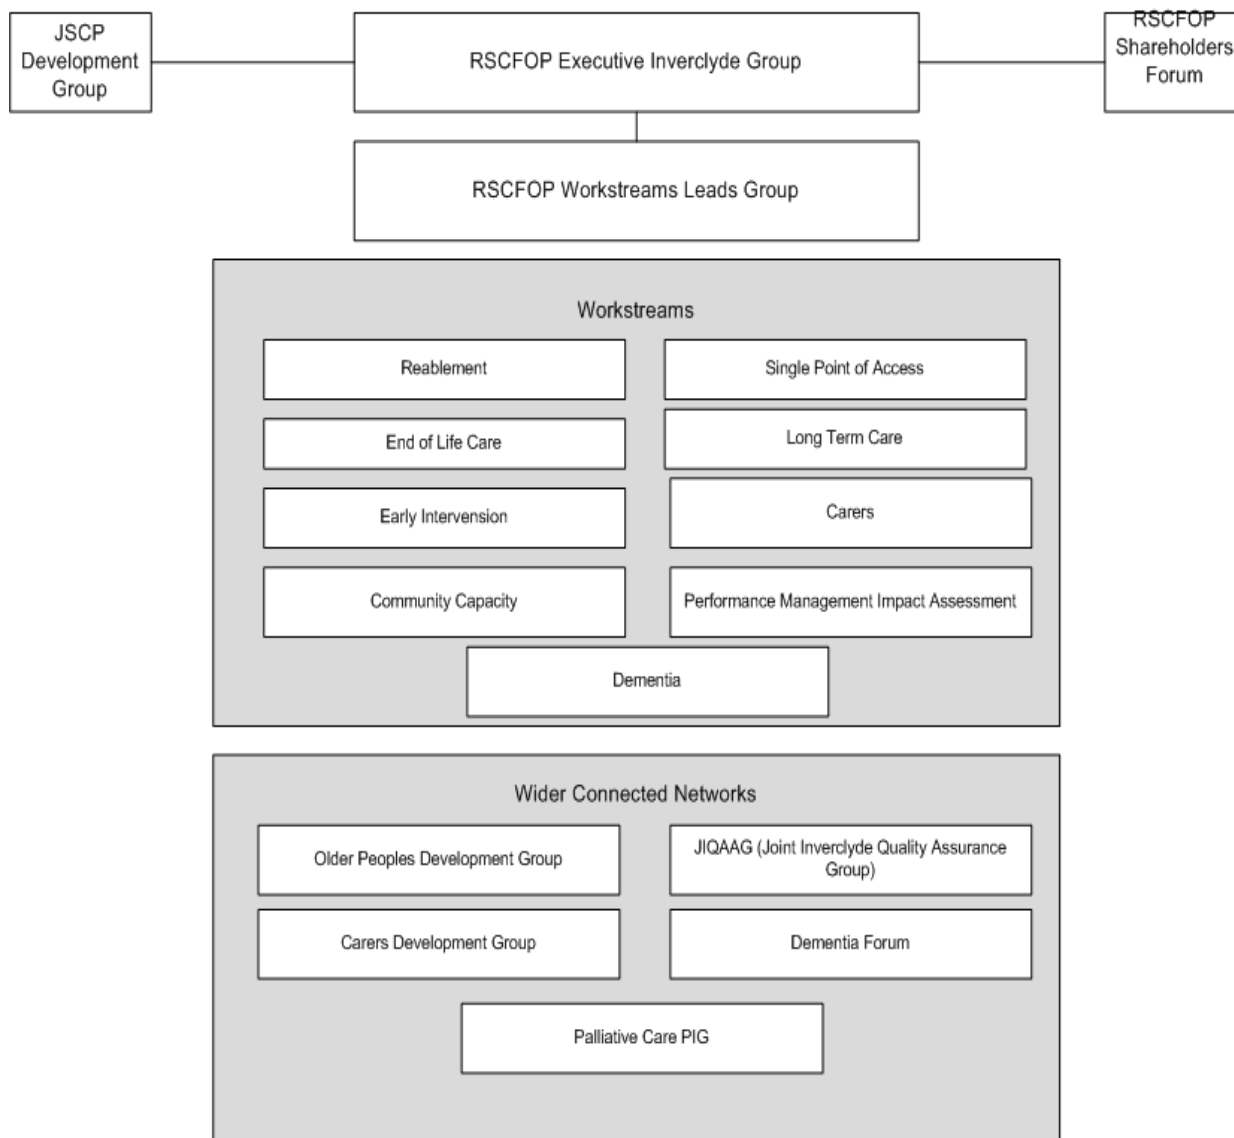 JSCP
Development
Group
RSCFOP Executive Inverclyde Group
RSCFOP
Shareholders
Forum
RSCFOP Workstreams Leads Group
Workstreams
Reablement
Single Point of Access
End of Life Care
Long Term Care
Early Intervension
Carers
Community Capacity
Performance Management Impact Assessment
Dementia
Wider Connected Networks
Older Peoples Development Group
JIQAAG (Joint Inverclyde Quality Assurance
Group)
Carers Development Group
Dementia Forum
Palliative Care PIG